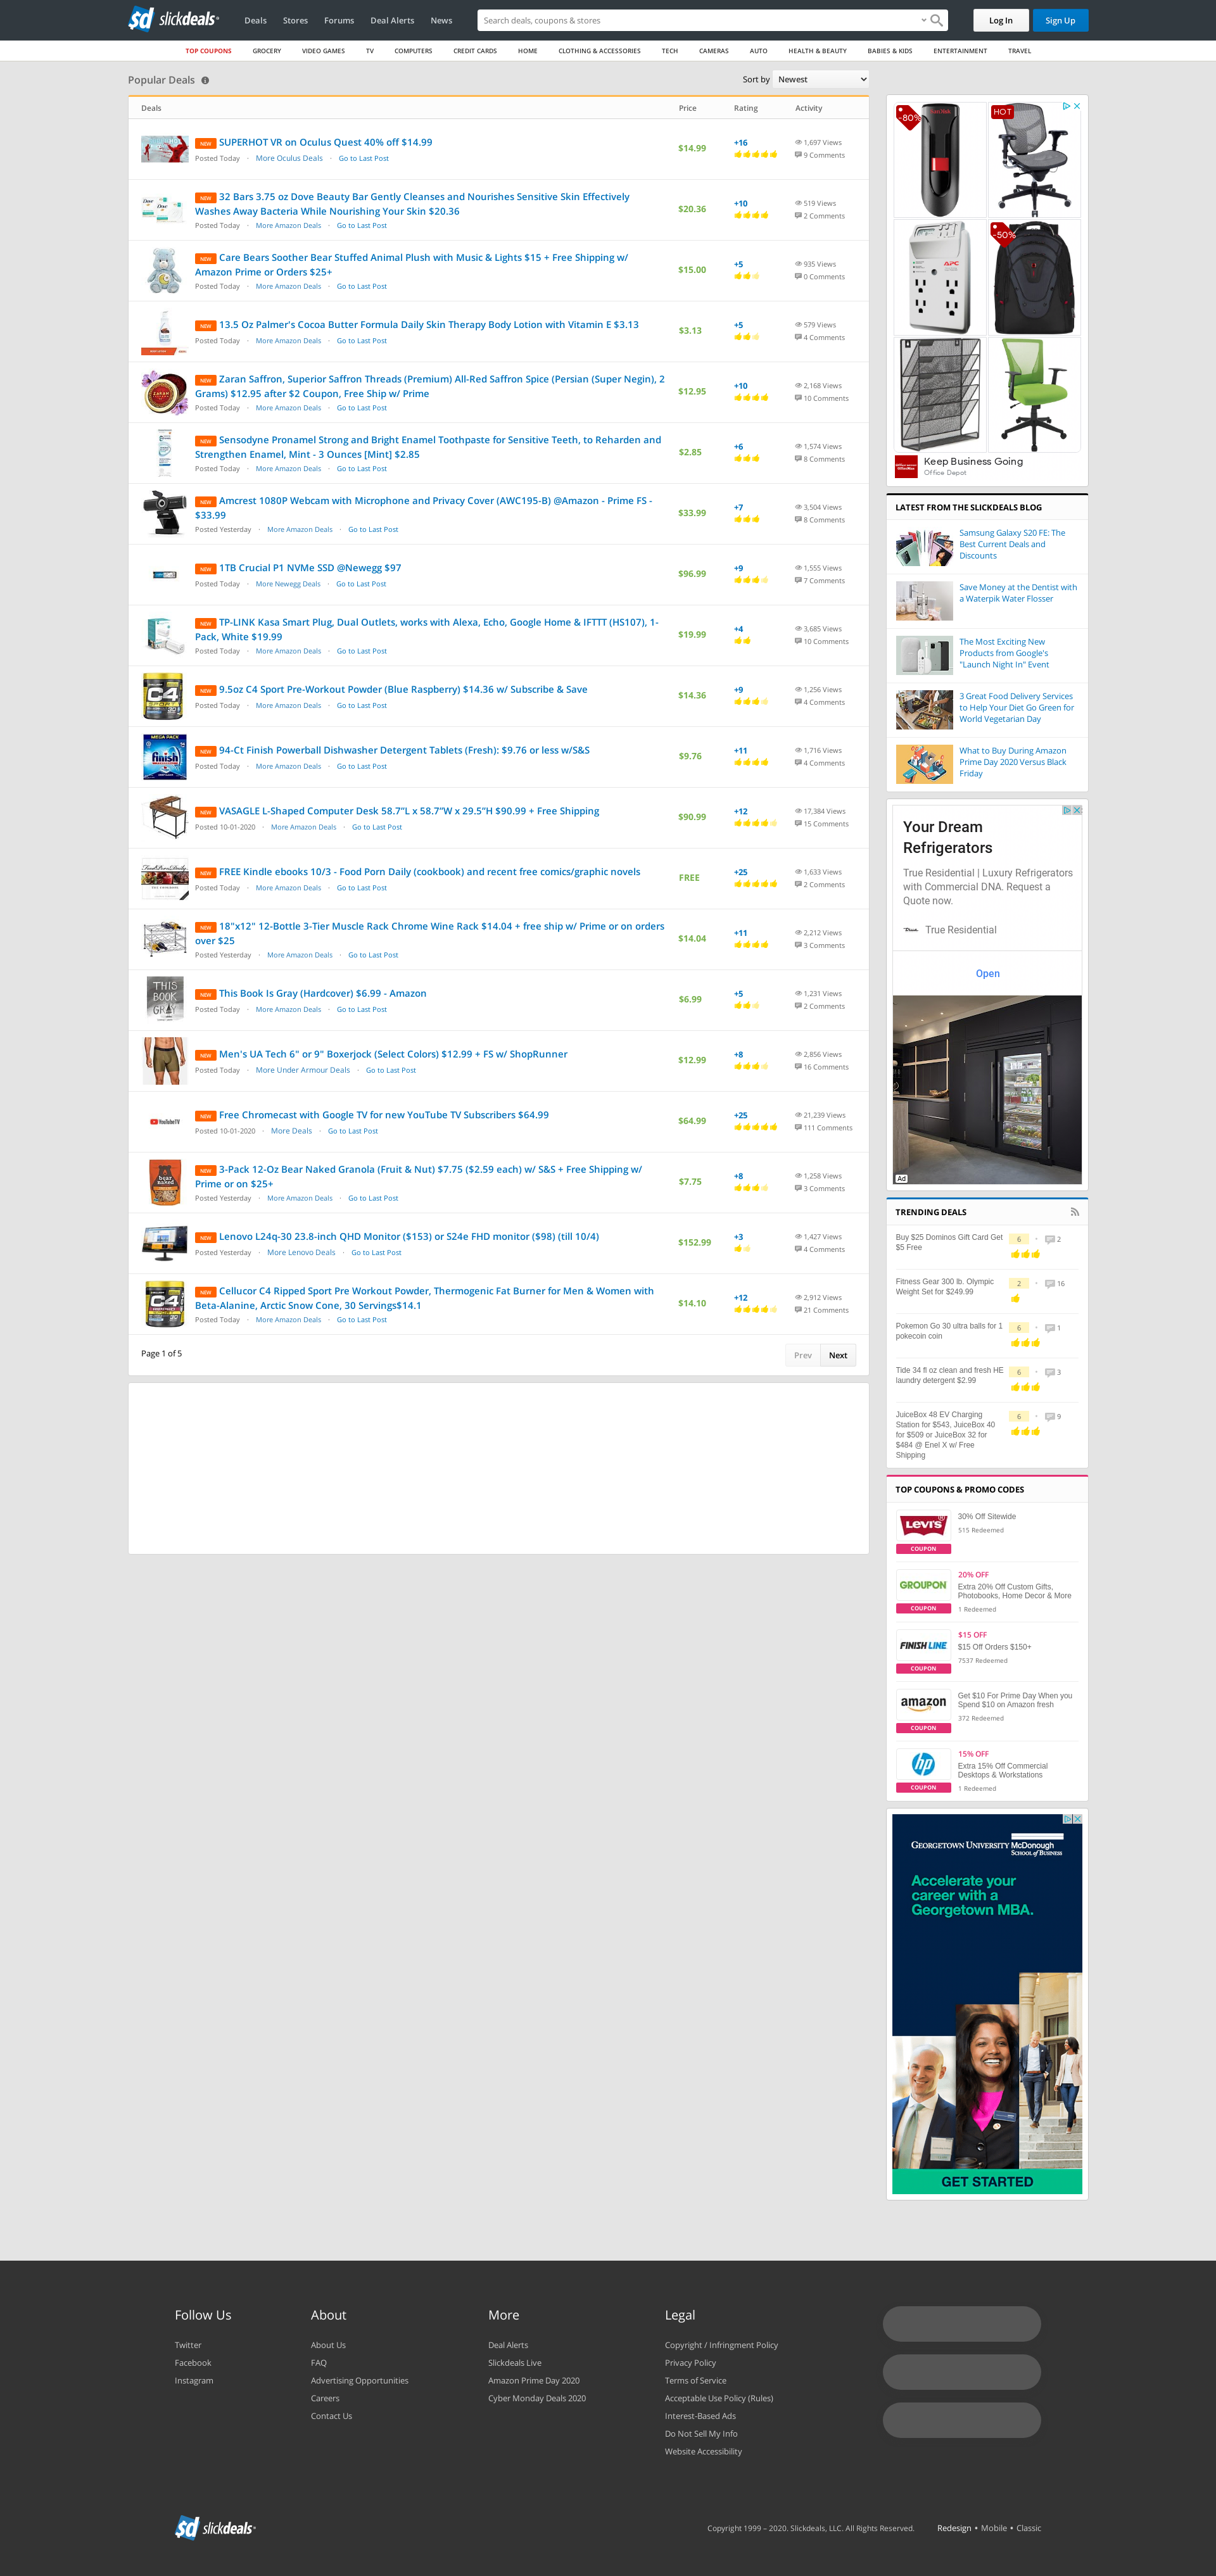 sd slickdeals
Deals Stores Forums Deal Alerts News
Search deals, coupons & stores
Log In
Sign Up
TOP COUPONS GROCERY VIDEO GAMES TV COMPUTERS CREDIT CARDS HOME CLOTHING & ACCESSORIES TECH CAMERAS AUTO HEALTH & BEAUTY BABIES & KIDS ENTERTAINMENT TRAVEL
Popular Deals
Sort by Newest
Deals Price Rating Activity
NEW SUPERHOT VR on Oculus Quest 40% off $14.99
Posted Today • More Oculus Deals • Go to Last Post
$14.99
+16
1,697 Views
9 Comments
NEW 32 Bars 3.75 oz Dove Beauty Bar Gently Cleanses and Nourishes Sensitive Skin Effectively
Washes Away Bacteria While Nourishing Your Skin $20.36
Posted Today • More Amazon Deals • Go to Last Post
$20.36
+10
519 Views
2 Comments
NEW Care Bears Soother Bear Stuffed Animal Plush with Music & Lights $15 + Free Shipping w/
Amazon Prime or Orders $25+
Posted Today • More Amazon Deals • Go to Last Post
$15.00
+5
935 Views
0 Comments
NEW 13.5 Oz Palmer's Cocoa Butter Formula Daily Skin Therapy Body Lotion with Vitamin E $3.13
Posted Today • More Amazon Deals • Go to Last Post
$3.13
+5
579 Views
4 Comments
NEW Zaran Saffron, Superior Saffron Threads (Premium) All-Red Saffron Spice (Persian (Super Negin), 2
Grams) $12.95 after $2 Coupon, Free Ship w/ Prime
Posted Today • More Amazon Deals • Go to Last Post
$12.95
+10
2,168 Views
10 Comments
NEW Sensodyne Pronamel Strong and Bright Enamel Toothpaste for Sensitive Teeth, to Reharden and
Strengthen Enamel, Mint - 3 Ounces [Mint] $2.85
Posted Today • More Amazon Deals • Go to Last Post
$2.85
+6
1,574 Views
8 Comments
NEW Amcrest 1080P Webcam with Microphone and Privacy Cover (AWC195-B) @Amazon - Prime FS -
$33.99
Posted Yesterday • More Amazon Deals • Go to Last Post
$33.99
+7
3,504 Views
8 Comments
NEW 1TB Crucial P1 NVMe SSD @Newegg $97
Posted Today • More Newegg Deals • Go to Last Post
$96.99
+9
1,555 Views
7 Comments
NEW TP-LINK Kasa Smart Plug, Dual Outlets, works with Alexa, Echo, Google Home & IFTTT (HS107), 1-
Pack, White $19.99
Posted Today • More Amazon Deals • Go to Last Post
$19.99
+4
3,685 Views
10 Comments
NEW 9.5oz C4 Sport Pre-Workout Powder (Blue Raspberry) $14.36 w/ Subscribe & Save
Posted Today • More Amazon Deals • Go to Last Post
$14.36
+9
1,256 Views
4 Comments
NEW 94-Ct Finish Powerball Dishwasher Detergent Tablets (Fresh): $9.76 or less w/S&S
Posted Today • More Amazon Deals • Go to Last Post
$9.76
+11
1,716 Views
4 Comments
NEW VASAGLE L-Shaped Computer Desk 58.7"L x 58.7"W x 29.5"H $90.99 + Free Shipping
Posted 10-01-2020 • More Amazon Deals • Go to Last Post
$90.99
+12
17,384 Views
15 Comments
NEW FREE Kindle ebooks 10/3 - Food Porn Daily (cookbook) and recent free comics/graphic novels
Posted Today • More Amazon Deals • Go to Last Post
FREE
+25
1,633 Views
2 Comments
NEW 18"x12" 12-Bottle 3-Tier Muscle Rack Chrome Wine Rack $14.04 + free ship w/ Prime or on orders
over $25
Posted Yesterday • More Amazon Deals • Go to Last Post
$14.04
+11
2,212 Views
3 Comments
NEW This Book Is Gray (Hardcover) $6.99 - Amazon
Posted Today • More Amazon Deals • Go to Last Post
$6.99
+5
1,231 Views
2 Comments
NEW Men's UA Tech 6" or 9" Boxerjock (Select Colors) $12.99 + FS w/ ShopRunner
Posted Today • More Under Armour Deals • Go to Last Post
$12.99
+8
2,856 Views
16 Comments
YouTubeTV
NEW Free Chromecast with Google TV for new YouTube TV Subscribers $64.99
Posted 10-01-2020 • More Deals • Go to Last Post
$64.99
+25
21,239 Views
111 Comments
NEW 3-Pack 12-Oz Bear Naked Granola (Fruit & Nut) $7.75 ($2.59 each) w/ S&S + Free Shipping w/
Prime or on $25+
Posted Yesterday • More Amazon Deals • Go to Last Post
$7.75
+8
1,258 Views
3 Comments
NEW Lenovo L24q-30 23.8-inch QHD Monitor ($153) or S24e FHD monitor ($98) (till 10/4)
Posted Yesterday • More Lenovo Deals • Go to Last Post
$152.99
+3
1,427 Views
4 Comments
NEW Cellucor C4 Ripped Sport Pre Workout Powder, Thermogenic Fat Burner for Men & Women with
Beta-Alanine, Arctic Snow Cone, 30 Servings$14.1
Posted Today • More Amazon Deals • Go to Last Post
$14.10
+12
2,912 Views
21 Comments
Page 1 of 5
Prev Next
-80%
HOT
APC
-50%
Keep Business Going
Office Depot
LATEST FROM THE SLICKDEALS BLOG
Samsung Galaxy S20 FE: The
Best Current Deals and
Discounts
Save Money at the Dentist with
a Waterpik Water Flosser
The Most Exciting New
Products from Google's
"Launch Night In" Event
3 Great Food Delivery Services
to Help Your Diet Go Green for
World Vegetarian Day
What to Buy During Amazon
Prime Day 2020 Versus Black
Friday
Your Dream
Refrigerators
True Residential | Luxury Refrigerators
with Commercial DNA. Request a
Quote now.
True Residential
Open
Ad
TRENDING DEALS
Buy $25 Dominos Gift Card Get
$5 Free
6 • 2
Fitness Gear 300 lb. Olympic
Weight Set for $249.99
2 • 16
Pokemon Go 30 ultra balls for 1
pokecoin coin
6 • 1
Tide 34 fl oz clean and fresh HE
laundry detergent $2.99
6 • 3
JuiceBox 48 EV Charging
Station for $543, JuiceBox 40
for $509 or JuiceBox 32 for
$484 @ Enel X w/ Free
Shipping
6 • 9
TOP COUPONS & PROMO CODES
LEVI'S
COUPON
30% Off Sitewide
515 Redeemed
GROUPON
COUPON
20% OFF
Extra 20% Off Custom Gifts,
Photobooks, Home Decor & More
1 Redeemed
FINISH LINE
COUPON
$15 OFF
$15 Off Orders $150+
7537 Redeemed
amazon
COUPON
Get $10 For Prime Day When you
Spend $10 on Amazon fresh
372 Redeemed
hp
COUPON
15% OFF
Extra 15% Off Commercial
Desktops & Workstations
1 Redeemed
GEORGETOWN UNIVERSITY McDonough
SCHOOL of BUSINESS
Accelerate your
career with a
Georgetown MBA.
GET STARTED
Follow Us
Twitter
Facebook
Instagram
About
About Us
FAQ
Advertising Opportunities
Careers
Contact Us
More
Deal Alerts
Slickdeals Live
Amazon Prime Day 2020
Cyber Monday Deals 2020
Legal
Copyright / Infringment Policy
Privacy Policy
Terms of Service
Acceptable Use Policy (Rules)
Interest-Based Ads
Do Not Sell My Info
Website Accessibility
sd slickdeals
Copyright 1999 – 2020. Slickdeals, LLC. All Rights Reserved.
Redesign • Mobile • Classic